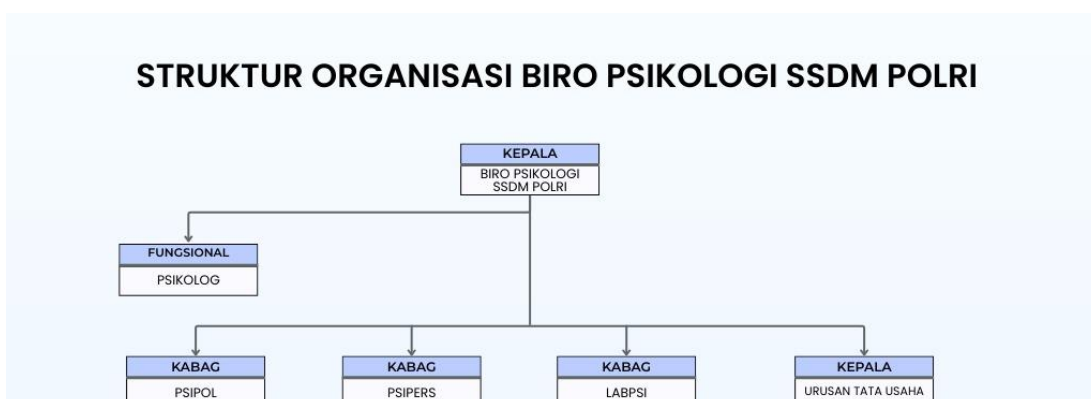 STRUKTUR ORGANISASI BIRO PSIKOLOGI SSDM POLRI
KEPALA
BIRO PSIKOLOGI
SSDM POLRI
FUNGSIONAL
PSIKOLOG
KABAG
PSIPOL
KABAG
PSIPERS
KABAG
LABPSI
KEPALA
URUSAN TATA USAHA